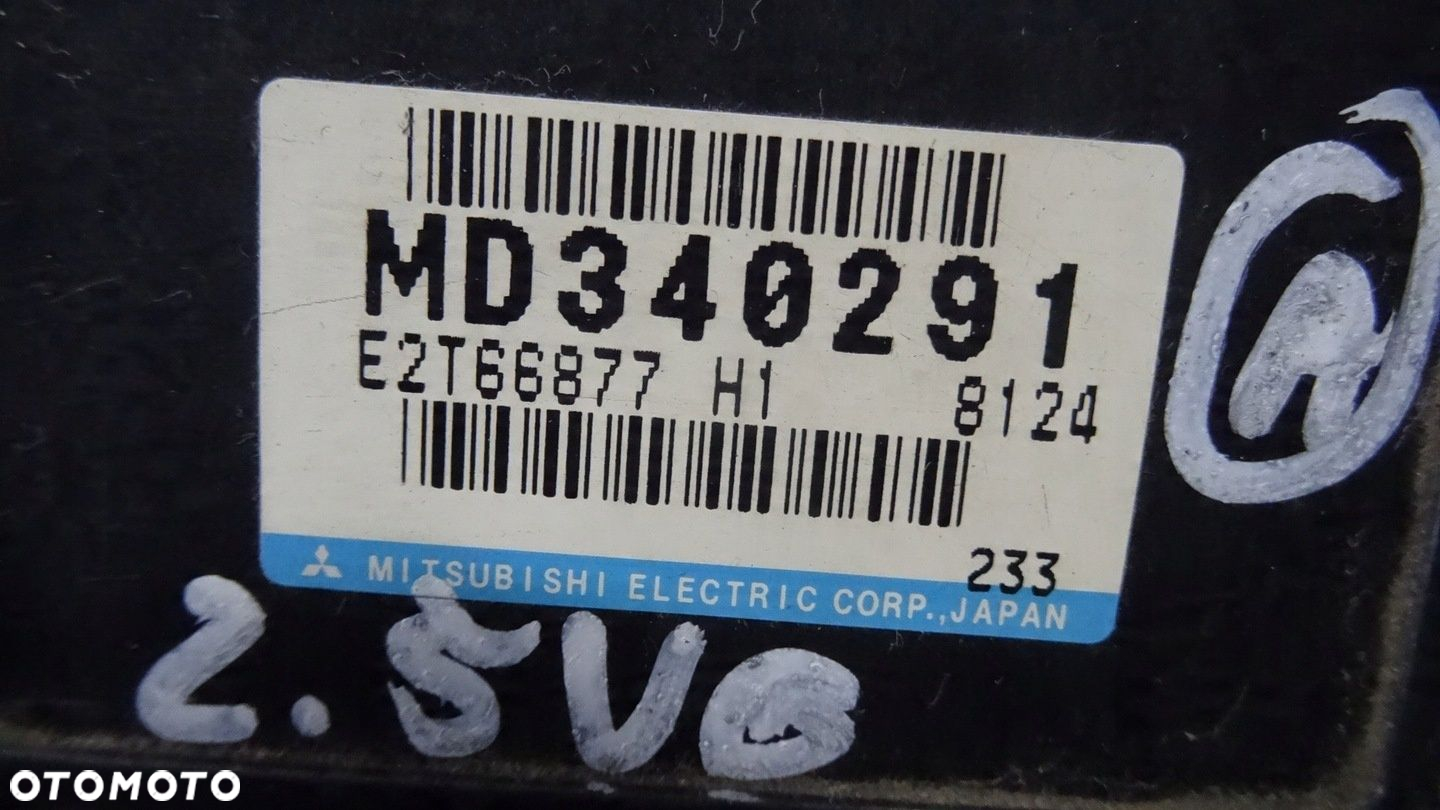 MD340291
E2T66877 H1 8124
233
MITSUBISHI ELECTRIC CORP., JAPAN
2.5V6
OTOMOTO